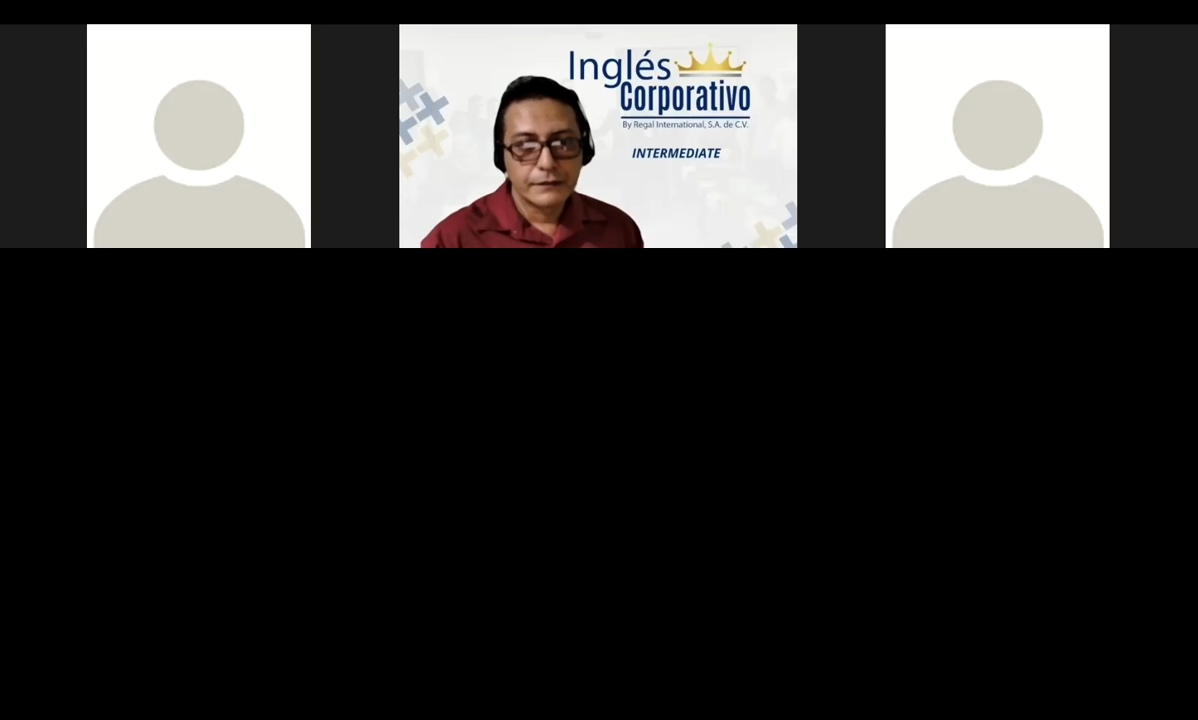 Inglés
Corporativo
By Regal International, S.A. de C.V.
INTERMEDIATE